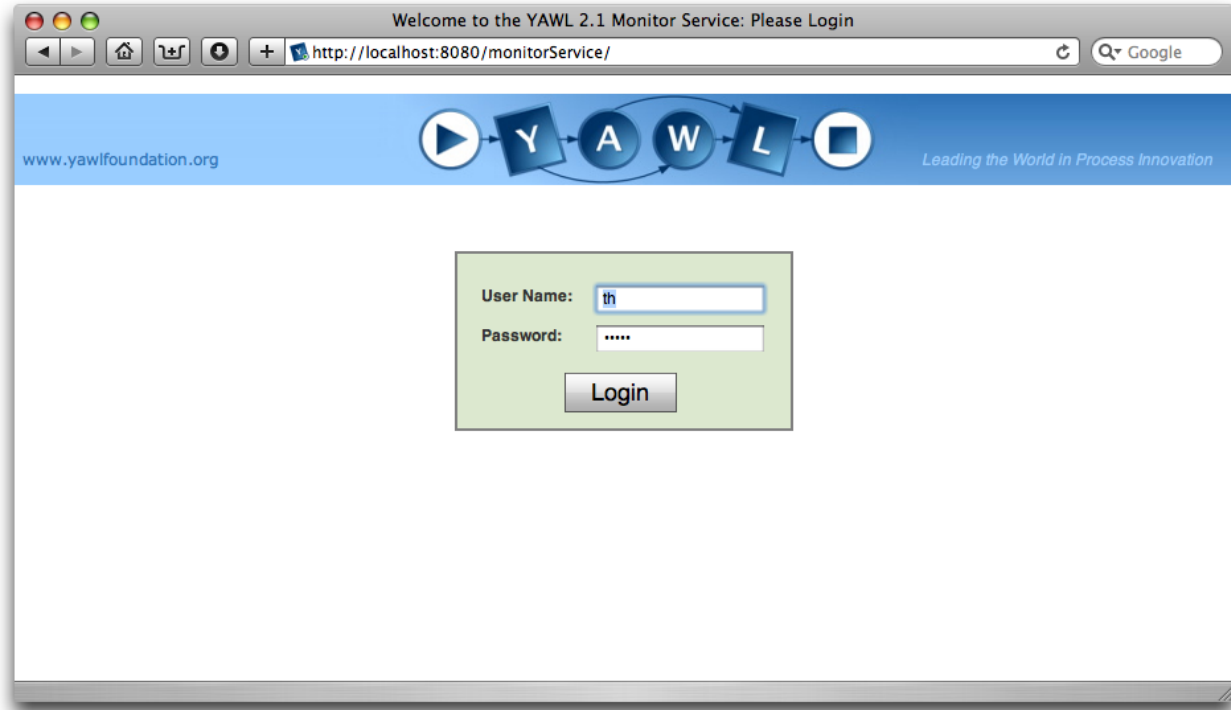 Welcome to the YAWL 2.1 Monitor Service: Please Login
http://localhost:8080/monitorService/
Google
Y A W L
www.yawlfoundation.org
Leading the World in Process Innovation
User Name: th
Password: •••••
Login